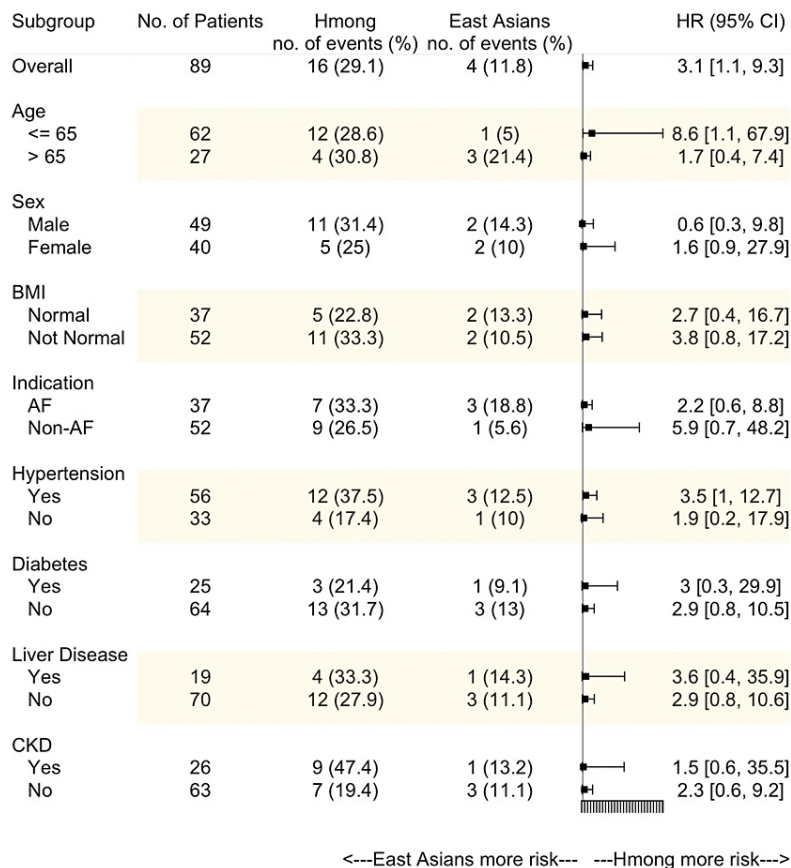 Subgroup No. of Patients Hmong East Asians HR (95% CI)
no. of events (%) no. of events (%)
Overall 89 16 (29.1) 4 (11.8) 3.1 [1.1, 9.3]
Age
<= 65 62 12 (28.6) 1 (5) 8.6 [1.1, 67.9]
> 65 27 4 (30.8) 3 (21.4) 1.7 [0.4, 7.4]
Sex
Male 49 11 (31.4) 2 (14.3) 0.6 [0.3, 9.8]
Female 40 5 (25) 2 (10) 1.6 [0.9, 27.9]
BMI
Normal 37 5 (22.8) 2 (13.3) 2.7 [0.4, 16.7]
Not Normal 52 11 (33.3) 2 (10.5) 3.8 [0.8, 17.2]
Indication
AF 37 7 (33.3) 3 (18.8) 2.2 [0.6, 8.8]
Non-AF 52 9 (26.5) 1 (5.6) 5.9 [0.7, 48.2]
Hypertension
Yes 56 12 (37.5) 3 (12.5) 3.5 [1, 12.7]
No 33 4 (17.4) 1 (10) 1.9 [0.2, 17.9]
Diabetes
Yes 25 3 (21.4) 1 (9.1) 3 [0.3, 29.9]
No 64 13 (31.7) 3 (13) 2.9 [0.8, 10.5]
Liver Disease
Yes 19 4 (33.3) 1 (14.3) 3.6 [0.4, 35.9]
No 70 12 (27.9) 3 (11.1) 2.9 [0.8, 10.6]
CKD
Yes 26 9 (47.4) 1 (13.2) 1.5 [0.6, 35.5]
No 63 7 (19.4) 3 (11.1) 2.3 [0.6, 9.2]
<---East Asians more risk--- ---Hmong more risk--->